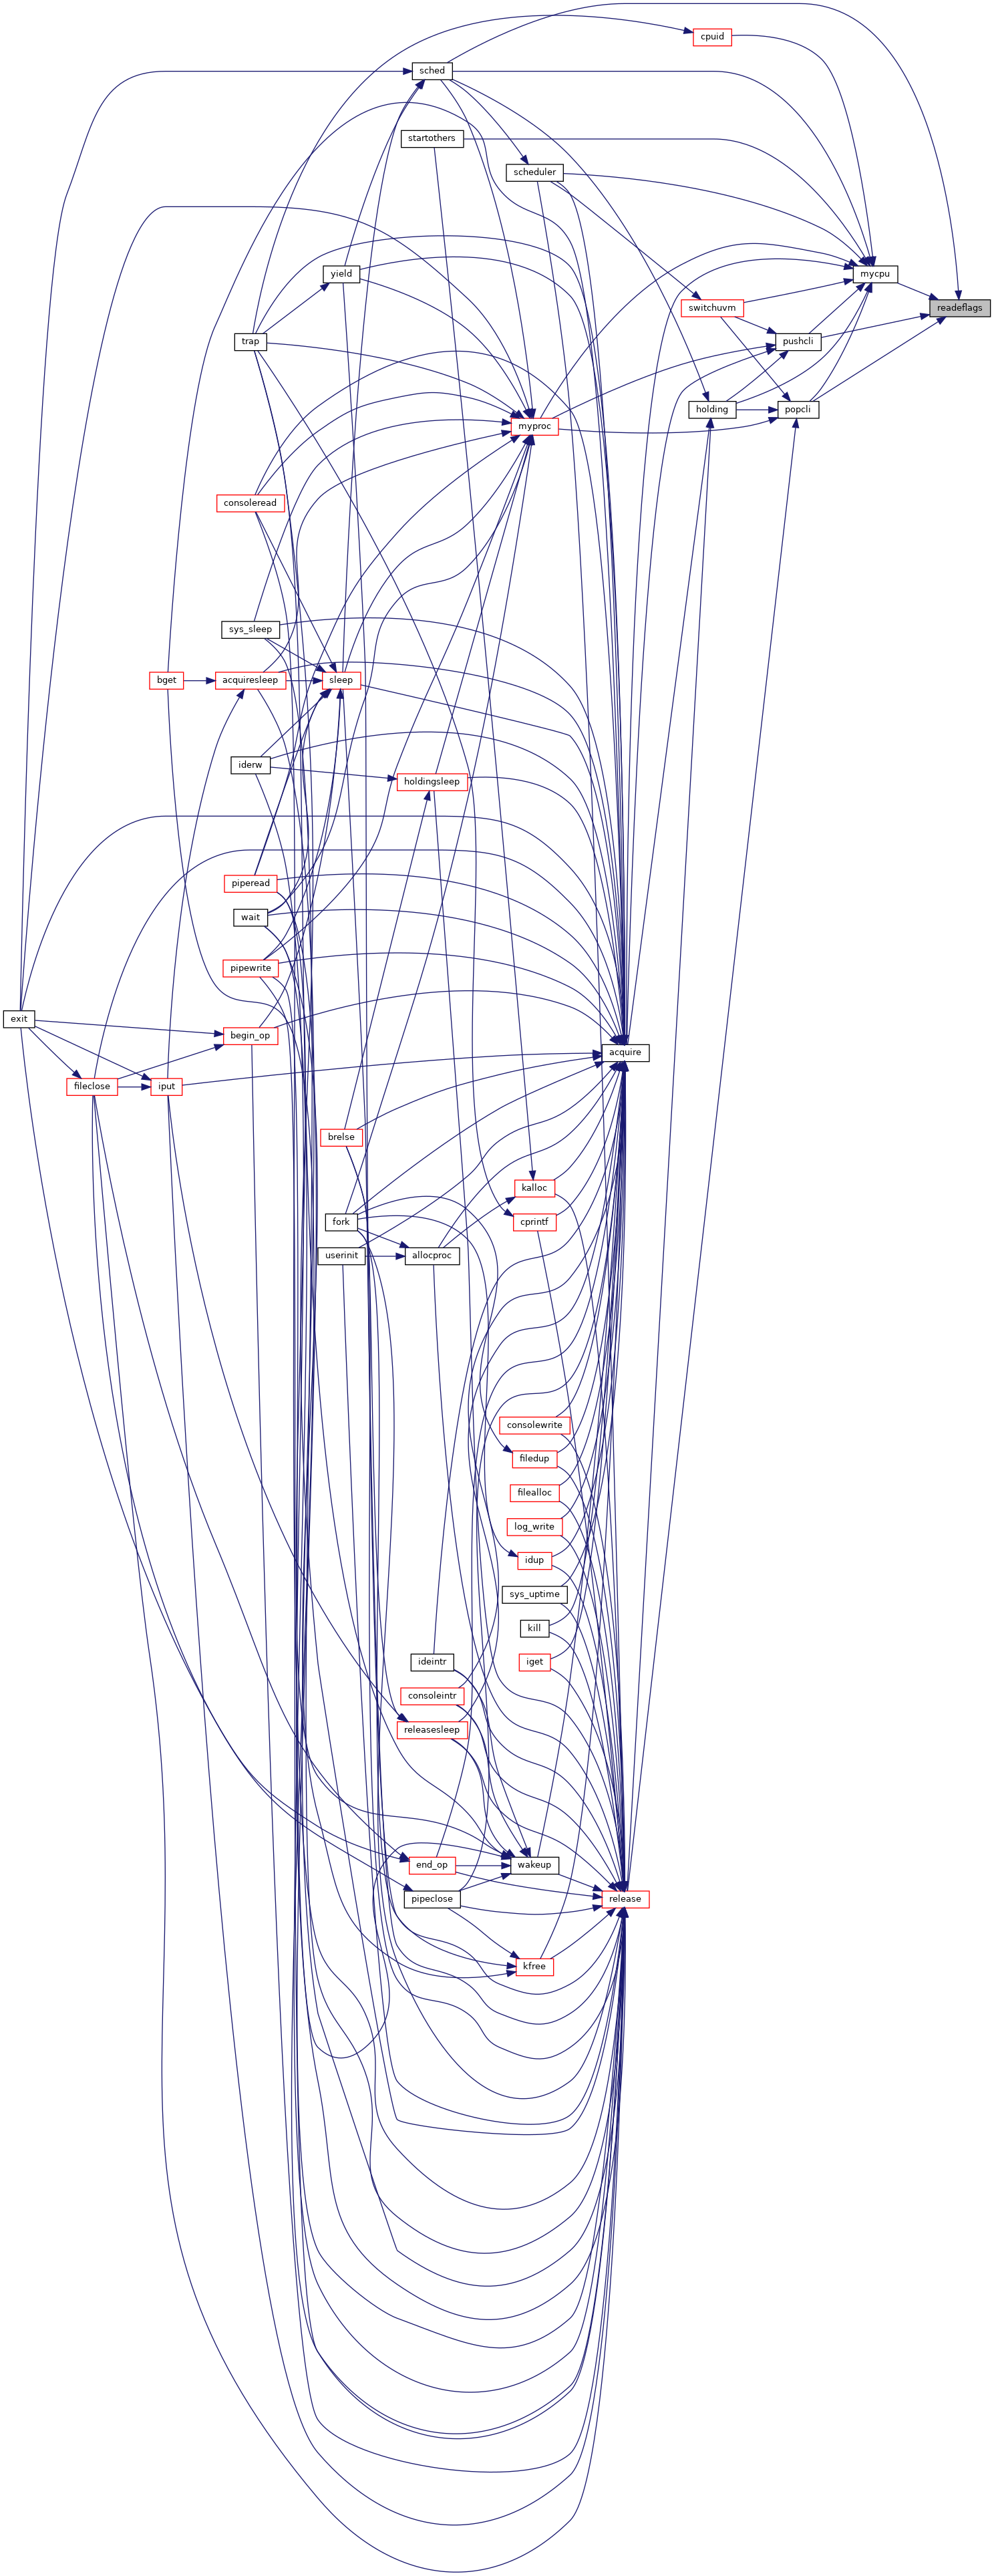 cpuid
sched
startothers
scheduler
yield
mycpu
switchuvm
readeflags
trap
pushcli
holding
popcli
myproc
consoleread
sys_sleep
bget
acquiresleep
sleep
iderw
holdingsleep
piperead
wait
pipewrite
exit
begin_op
acquire
fileclose
iput
brelse
kalloc
fork
cprintf
userinit
allocproc
consolewrite
filedup
filealloc
log_write
idup
sys_uptime
kill
ideintr
iget
consoleintr
releasesleep
end_op
wakeup
pipeclose
release
kfree